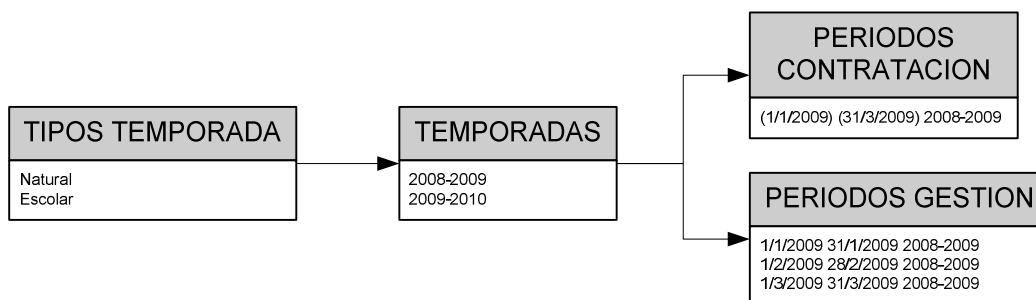 TIPOS TEMPORADA
Natural
Escolar
TEMPORADAS
2008-2009
2009-2010
PERIODOS
CONTRATACION
(1/1/2009) (31/3/2009) 2008-2009
PERIODOS GESTION
1/1/2009 31/1/2009 2008-2009
1/2/2009 28/2/2009 2008-2009
1/3/2009 31/3/2009 2008-2009